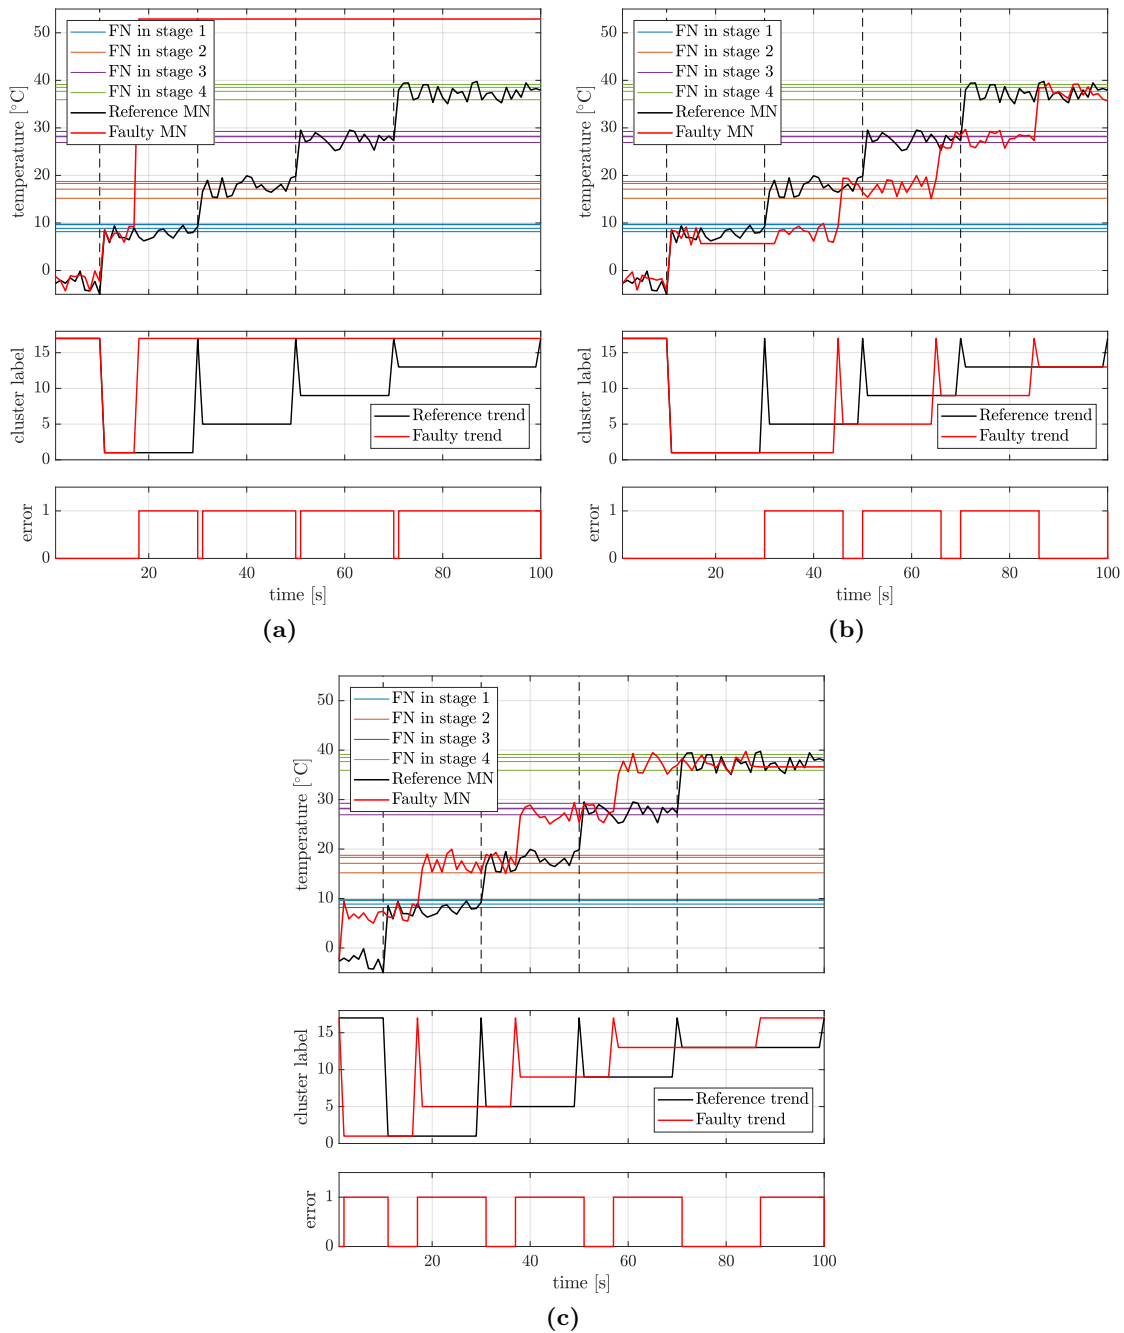 50
40
30
20
10
0
temperature [°C]
FN in stage 1
FN in stage 2
FN in stage 3
FN in stage 4
Reference MN
Faulty MN
15
10
5
0
cluster label
Reference trend
Faulty trend
1
0
error
20 40 60 80 100
time [s]
(a)
50
40
30
20
10
0
temperature [°C]
FN in stage 1
FN in stage 2
FN in stage 3
FN in stage 4
Reference MN
Faulty MN
15
10
5
0
cluster label
Reference trend
Faulty trend
1
0
error
20 40 60 80 100
time [s]
(b)
50
40
30
20
10
0
temperature [°C]
FN in stage 1
FN in stage 2
FN in stage 3
FN in stage 4
Reference MN
Faulty MN
15
10
5
0
cluster label
Reference trend
Faulty trend
1
0
error
20 40 60 80 100
time [s]
(c)